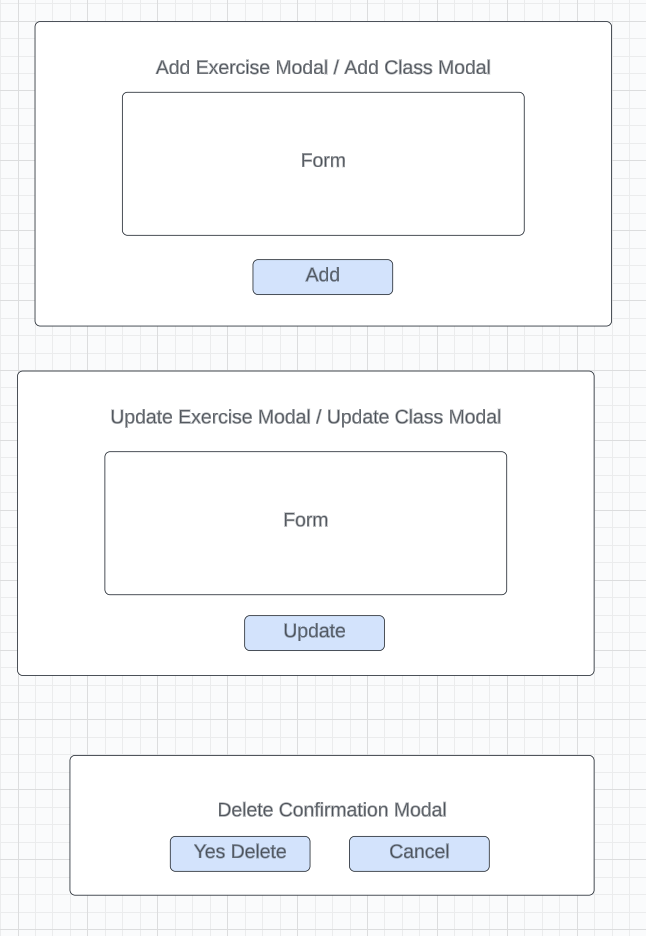 Add Exercise Modal / Add Class Modal
Form
Add
Update Exercise Modal / Update Class Modal
Form
Update
Delete Confirmation Modal
Yes Delete
Cancel